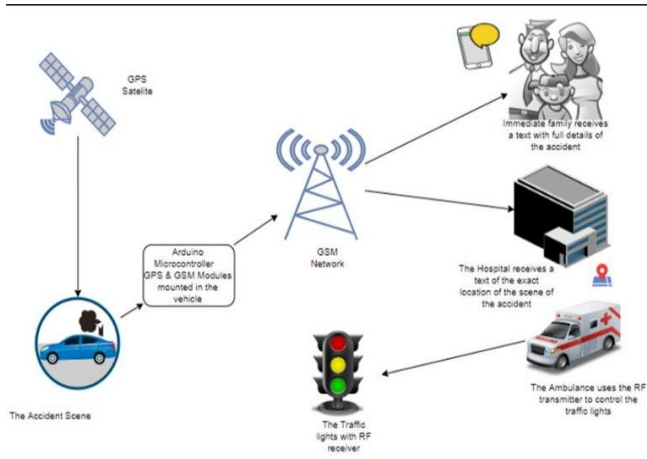 GPS
Satelite
Immediate family receives
a text with full details of
the accident
GSM
Network
Arduino
Microcontroller
GPS & GSM Modules
mounted in the
vehicle
The Hospital receives a
text of the exact
location of the scene of
the accident
The Accident Scene
The Traffic
lights with RF
receiver
The Ambulance uses the RF
transmitter to control the
traffic lights